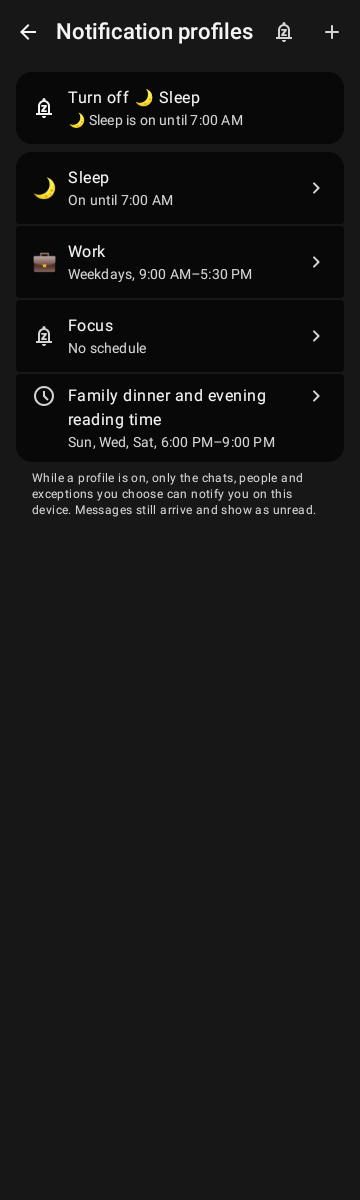 Notification profiles
Turn off 🌙 Sleep
🌙 Sleep is on until 7:00 AM
Sleep
On until 7:00 AM
Work
Weekdays, 9:00 AM–5:30 PM
Focus
No schedule
Family dinner and evening
reading time
Sun, Wed, Sat, 6:00 PM–9:00 PM
While a profile is on, only the chats, people and
exceptions you choose can notify you on this
device. Messages still arrive and show as unread.